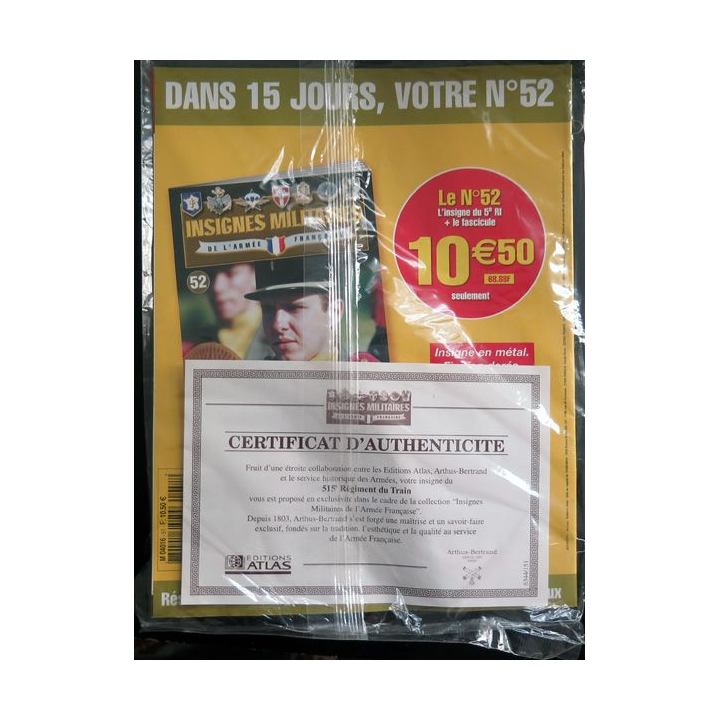 DANS 15 JOURS, VOTRE N°52
INSIGNES MILITAIRES
DE L'ARMÉE FRANÇAISE
52
Le N°52
L'insigne du 5e RI
+ le fascicule
10€50
68.88F
seulement
Insigne en métal.
INSIGNES MILITAIRES
FRANÇAISE
CERTIFICAT D'AUTHENTICITE
Fruit d'une étroite collaboration entre les Editions Atlas, Arthus-Bertrand
et le service historique des Armées, votre insigne du
515e Régiment du Train
vous est proposé en exclusivité dans le cadre de la collection "Insignes
Militaires de l'Armée Française".
Depuis 1803, Arthus-Bertrand s'est forgé une maîtrise et un savoir-faire
exclusif, fondés sur la tradition, l'esthétique et la qualité au service
de l'Armée Française.
EDITIONS
ATLAS
Arthus-Bertrand
M 04016 - 51 - F: 10,50 €